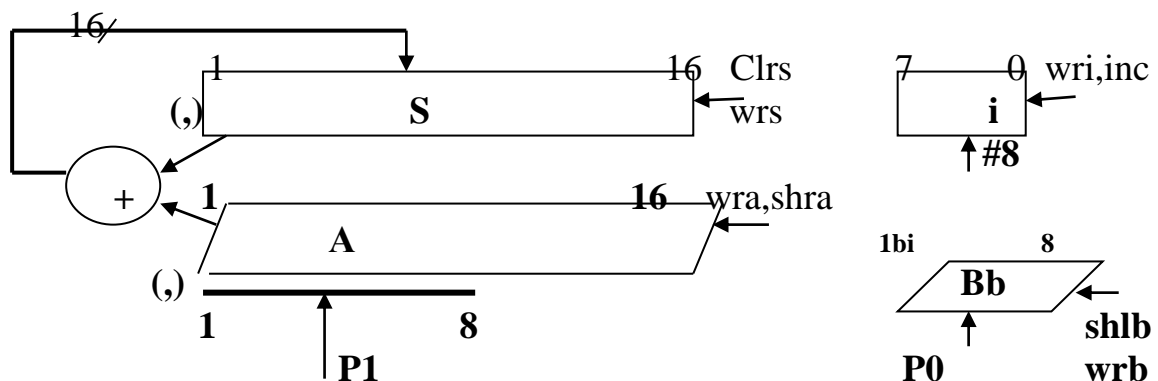 16/
1 16 Clrs 7 0 wri,inc
(,) S wrs i
#8
+ 1 16 wra,shra
A 1bi 8
(,) Bb
1 8 shlb
P1 P0 wrb